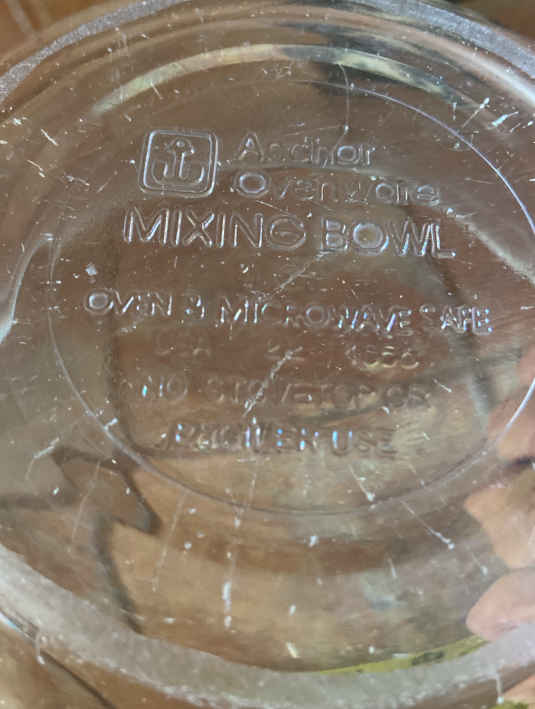 Anchor
Ovenware
MIXING BOWL
OVEN & MICROWAVE SAFE
NO STOVETOP OR
BROILER USE